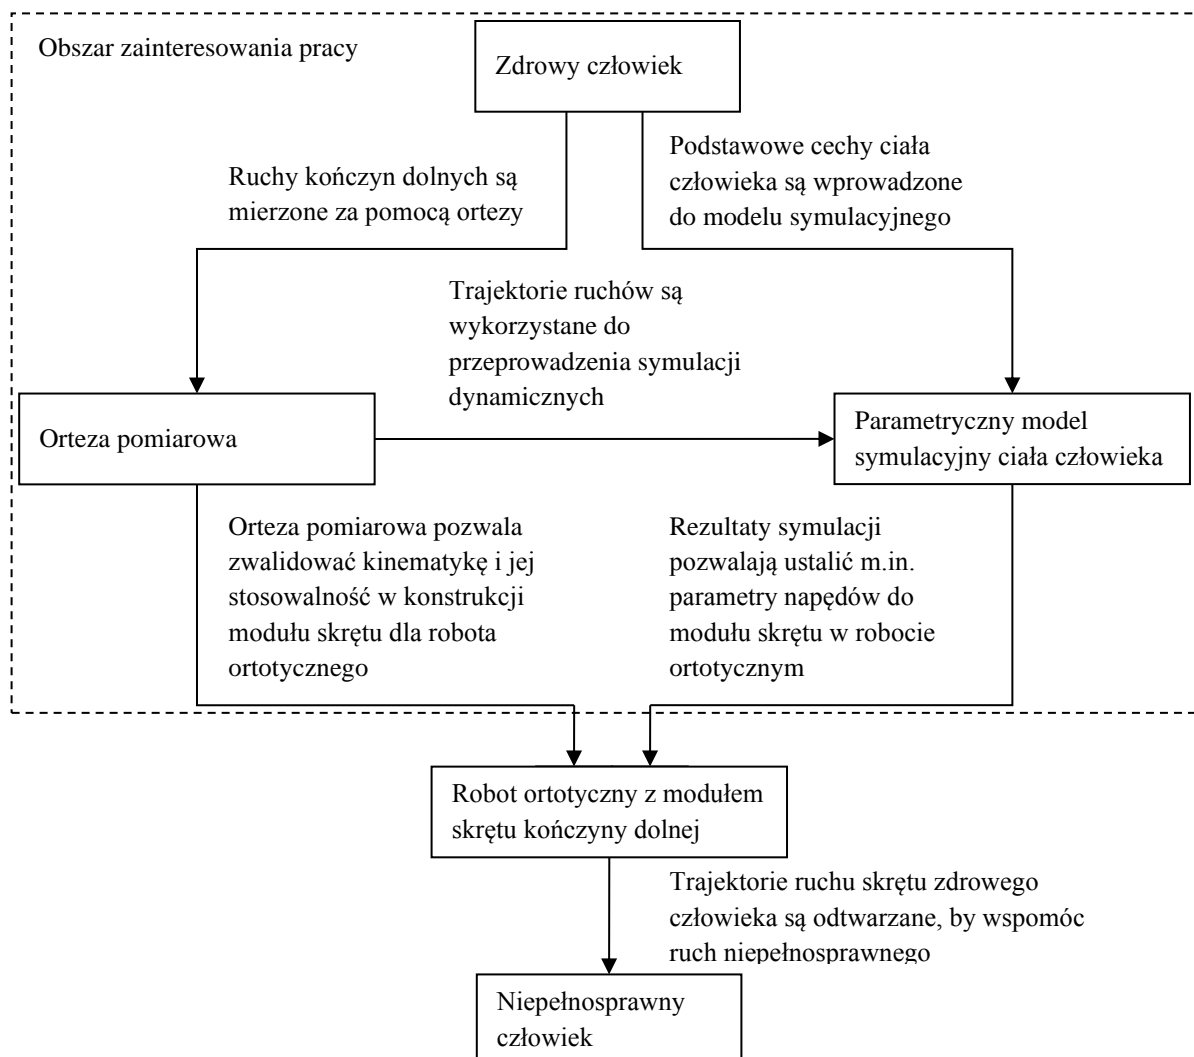 Obszar zainteresowania pracy
Zdrowy człowiek
Ruchy kończyn dolnych są
mierzone za pomocą ortezy
Podstawowe cechy ciała
człowieka są wprowadzone
do modelu symulacyjnego
Trajektorie ruchów są
wykorzystane do
przeprowadzenia symulacji
dynamicznych
Orteza pomiarowa
Parametryczny model
symulacyjny ciała człowieka
Orteza pomiarowa pozwala
zwalidować kinematykę i jej
stosowalność w konstrukcji
modułu skrętu dla robota
ortotycznego
Rezultaty symulacji
pozwalają ustalić m.in.
parametry napędów do
modułu skrętu w robocie
ortotycznym
Robot ortotyczny z modułem
skrętu kończyny dolnej
Trajektorie ruchu skrętu zdrowego
człowieka są odtwarzane, by wspomóc
ruch niepełnosprawnego
Niepełnosprawny
człowiek